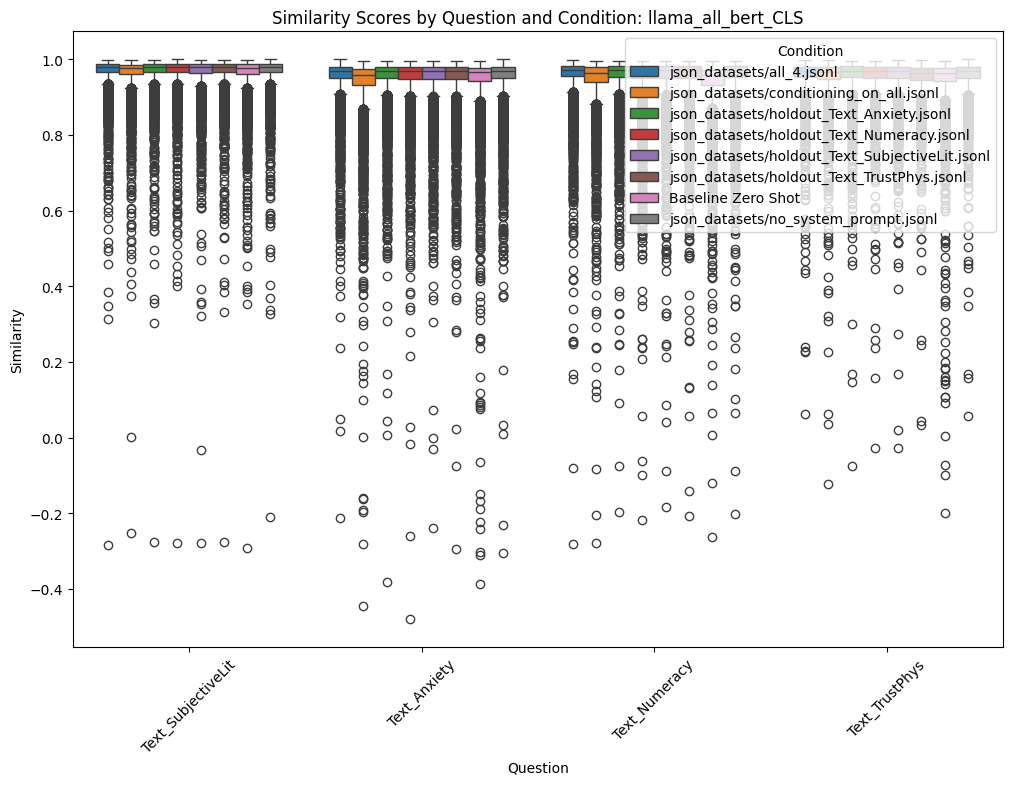 Similarity Scores by Question and Condition: llama_all_bert_CLS
Condition
json_datasets/all_4.jsonl
json_datasets/conditioning_on_all.jsonl
json_datasets/holdout_Text_Anxiety.jsonl
json_datasets/holdout_Text_Numeracy.jsonl
json_datasets/holdout_Text_SubjectiveLit.jsonl
json_datasets/holdout_Text_TrustPhys.jsonl
Baseline Zero Shot
json_datasets/no_system_prompt.jsonl
Similarity
1.0
0.8
0.6
0.4
0.2
0.0
−0.2
−0.4
Text_SubjectiveLit
Text_Anxiety
Text_Numeracy
Text_TrustPhys
Question